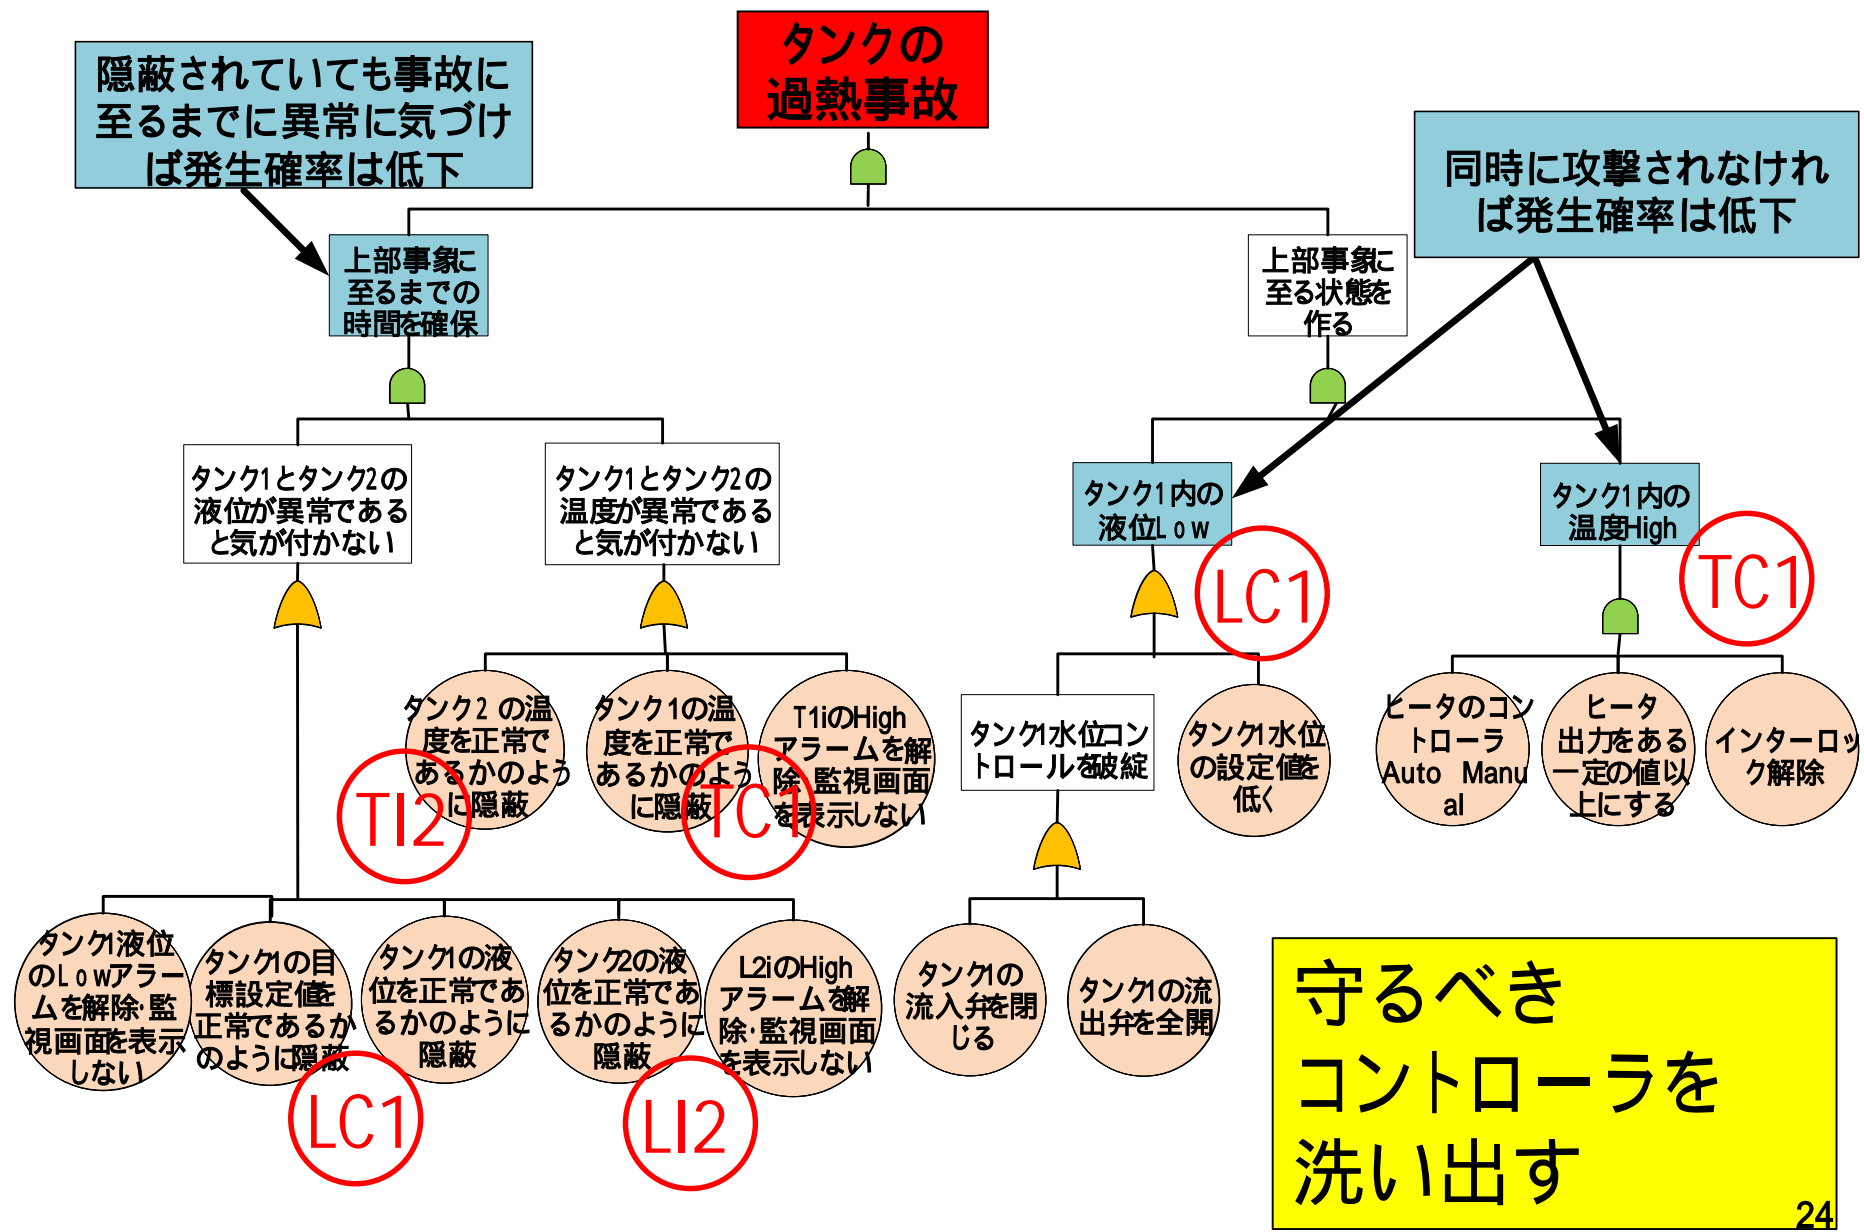 タンクの
過熱事故
隠蔽されていても事故に
至るまでに異常に気づけ
ば発生確率は低下
同時に攻撃されなけれ
ば発生確率は低下
上部事象に
至るまでの
時間を確保
上部事象に
至る状態を
作る
タンク1とタンク2の
液位が異常である
と気が付かない
タンク1とタンク2の
温度が異常である
と気が付かない
タンク1内の
液位Low
LC1
タンク1内の
温度High
TC1
タンク2の温
度を正常で
あるかのよう
に隠蔽
TI2
タンク1の温
度を正常で
あるかのよう
に隠蔽
TC1
T1iのHigh
アラームを解
除・監視画面
を表示しない
タンク1水位コン
トロールを破綻
タンク1水位
の設定値を
低く
ヒータのコン
トローラ
Auto Manu
al
ヒータ
出力をある
一定の値以
上にする
インターロッ
ク解除
タンク1液位
のLowアラー
ムを解除・監
視画面を表示
しない
タンク1の目
標設定値を
正常であるか
のように隠蔽
LC1
タンク1の液
位を正常であ
るかのように
隠蔽
タンク2の液
位を正常であ
るかのように
隠蔽
LI2
L2iのHigh
アラームを解
除・監視画面
を表示しない
タンク1の
流入弁を閉
じる
タンク1の流
出弁を全開
守るべき
コントローラを
洗い出す
24